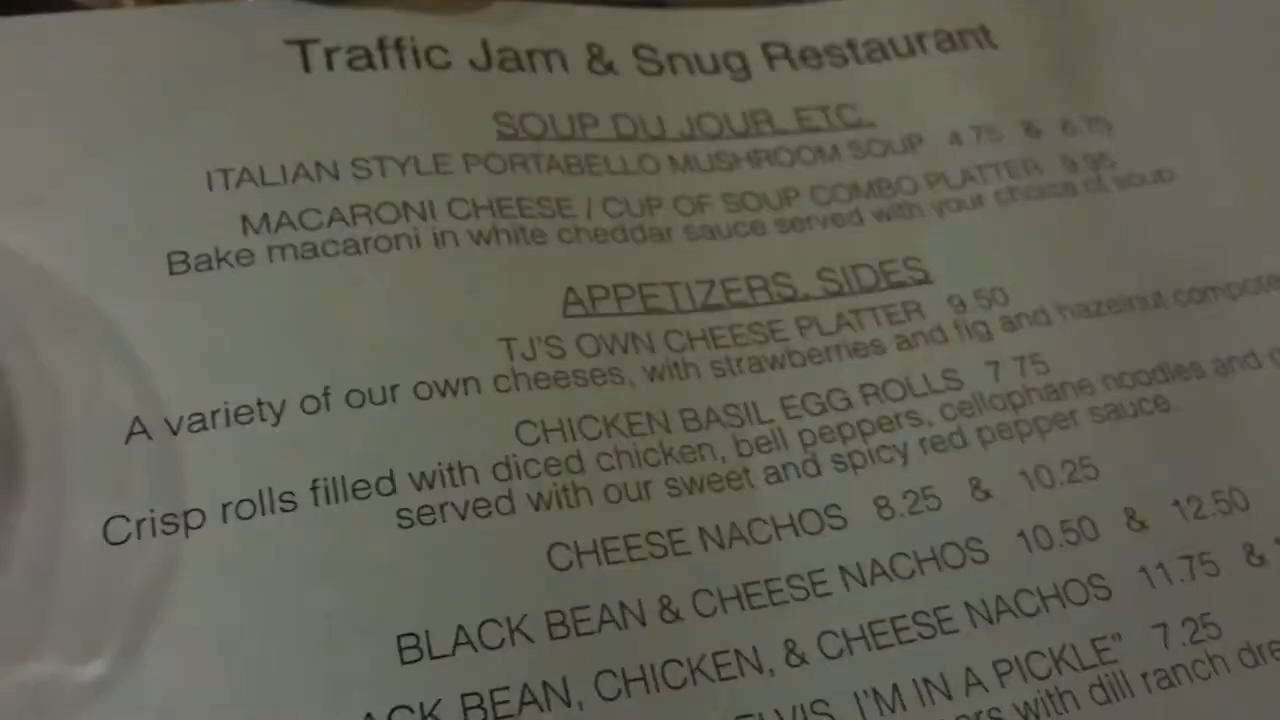 Traffic Jam & Snug Restaurant
SOUP DU JOUR, ETC.
ITALIAN STYLE PORTABELLO MUSHROOM SOUP 4.75 & 6.75
MACARONI CHEESE / CUP OF SOUP COMBO PLATTER 9.95
Bake macaroni in white cheddar sauce served with your choice of soup.
APPETIZERS, SIDES
TJ'S OWN CHEESE PLATTER 9.50
A variety of our own cheeses, with strawberries and fig and hazelnut compote
CHICKEN BASIL EGG ROLLS 7.75
Crisp rolls filled with diced chicken, bell peppers, cellophane noodles and
served with our sweet and spicy red pepper sauce.
CHEESE NACHOS 8.25 & 10.25
BLACK BEAN & CHEESE NACHOS 10.50 & 12.50
ACK BEAN, CHICKEN, & CHEESE NACHOS 11.75 &
ELVIS, I'M IN A PICKLE" 7.25
with dill ranch dre